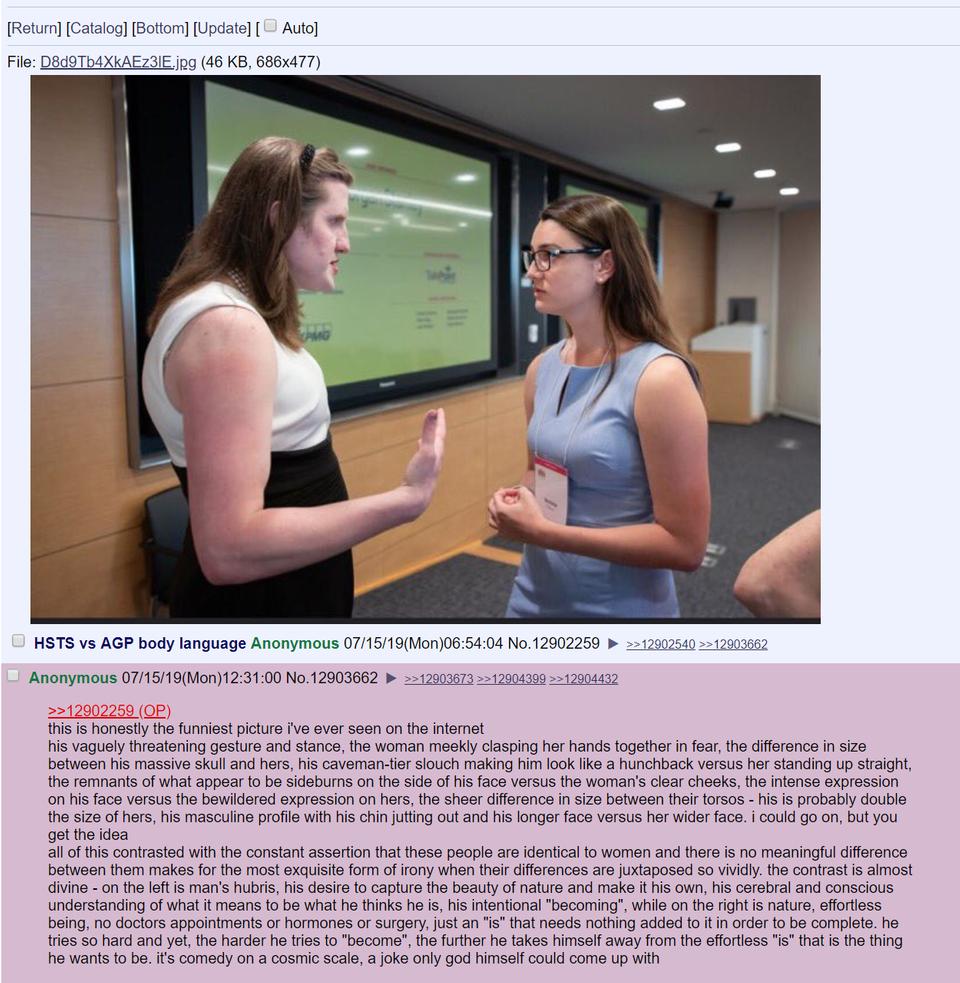 [Return] [Catalog] [Bottom] [Update] [ Auto]
File: D8d9Tb4XkAEz3lE.jpg (46 KB, 686x477)
KPMG
Panasonic
HSTS vs AGP body language Anonymous 07/15/19(Mon)06:54:04 No.12902259 ▶ >>12902540 >>12903662
Anonymous 07/15/19(Mon)12:31:00 No.12903662 ▶ >>12903673 >>12904399 >>12904432
>>12902259 (OP)
this is honestly the funniest picture i've ever seen on the internet
his vaguely threatening gesture and stance, the woman meekly clasping her hands together in fear, the difference in size
between his massive skull and hers, his caveman-tier slouch making him look like a hunchback versus her standing up straight,
the remnants of what appear to be sideburns on the side of his face versus the woman's clear cheeks, the intense expression
on his face versus the bewildered expression on hers, the sheer difference in size between their torsos - his is probably double
the size of hers, his masculine profile with his chin jutting out and his longer face versus her wider face. i could go on, but you
get the idea
all of this contrasted with the constant assertion that these people are identical to women and there is no meaningful difference
between them makes for the most exquisite form of irony when their differences are juxtaposed so vividly. the contrast is almost
divine - on the left is man's hubris, his desire to capture the beauty of nature and make it his own, his cerebral and conscious
understanding of what it means to be what he thinks he is, his intentional "becoming", while on the right is nature, effortless
being, no doctors appointments or hormones or surgery, just an "is" that needs nothing added to it in order to be complete. he
tries so hard and yet, the harder he tries to "become", the further he takes himself away from the effortless "is" that is the thing
he wants to be. it's comedy on a cosmic scale, a joke only god himself could come up with